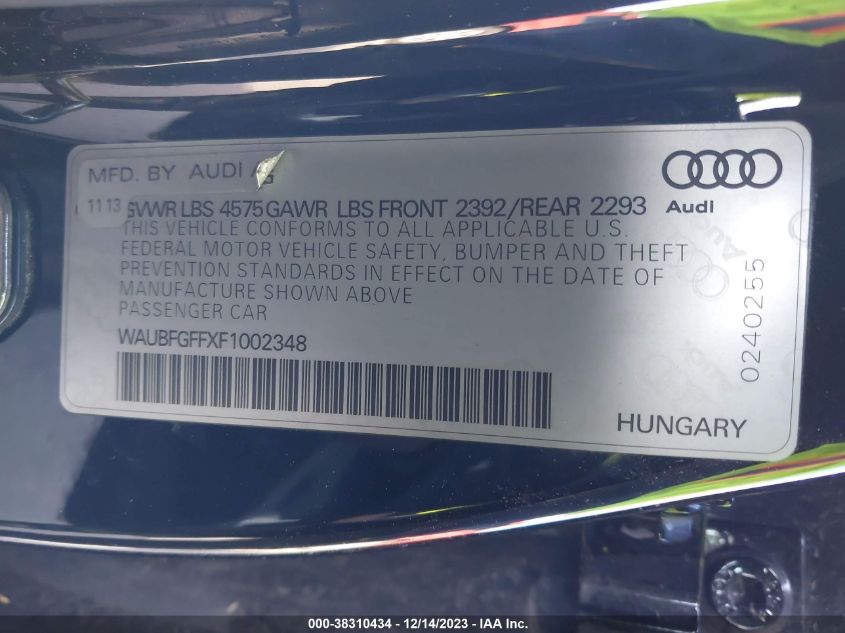 MFD. BY AUDI AG
11 13 GVWR LBS 4575 GAWR LBS FRONT 2392/REAR 2293
Audi
THIS VEHICLE CONFORMS TO ALL APPLICABLE U.S.
FEDERAL MOTOR VEHICLE SAFETY, BUMPER AND THEFT
PREVENTION STANDARDS IN EFFECT ON THE DATE OF
MANUFACTURE SHOWN ABOVE
PASSENGER CAR
WAUBFGFFXF1002348
0240255
HUNGARY
000-38310434 - 12/14/2023 - IAA Inc.